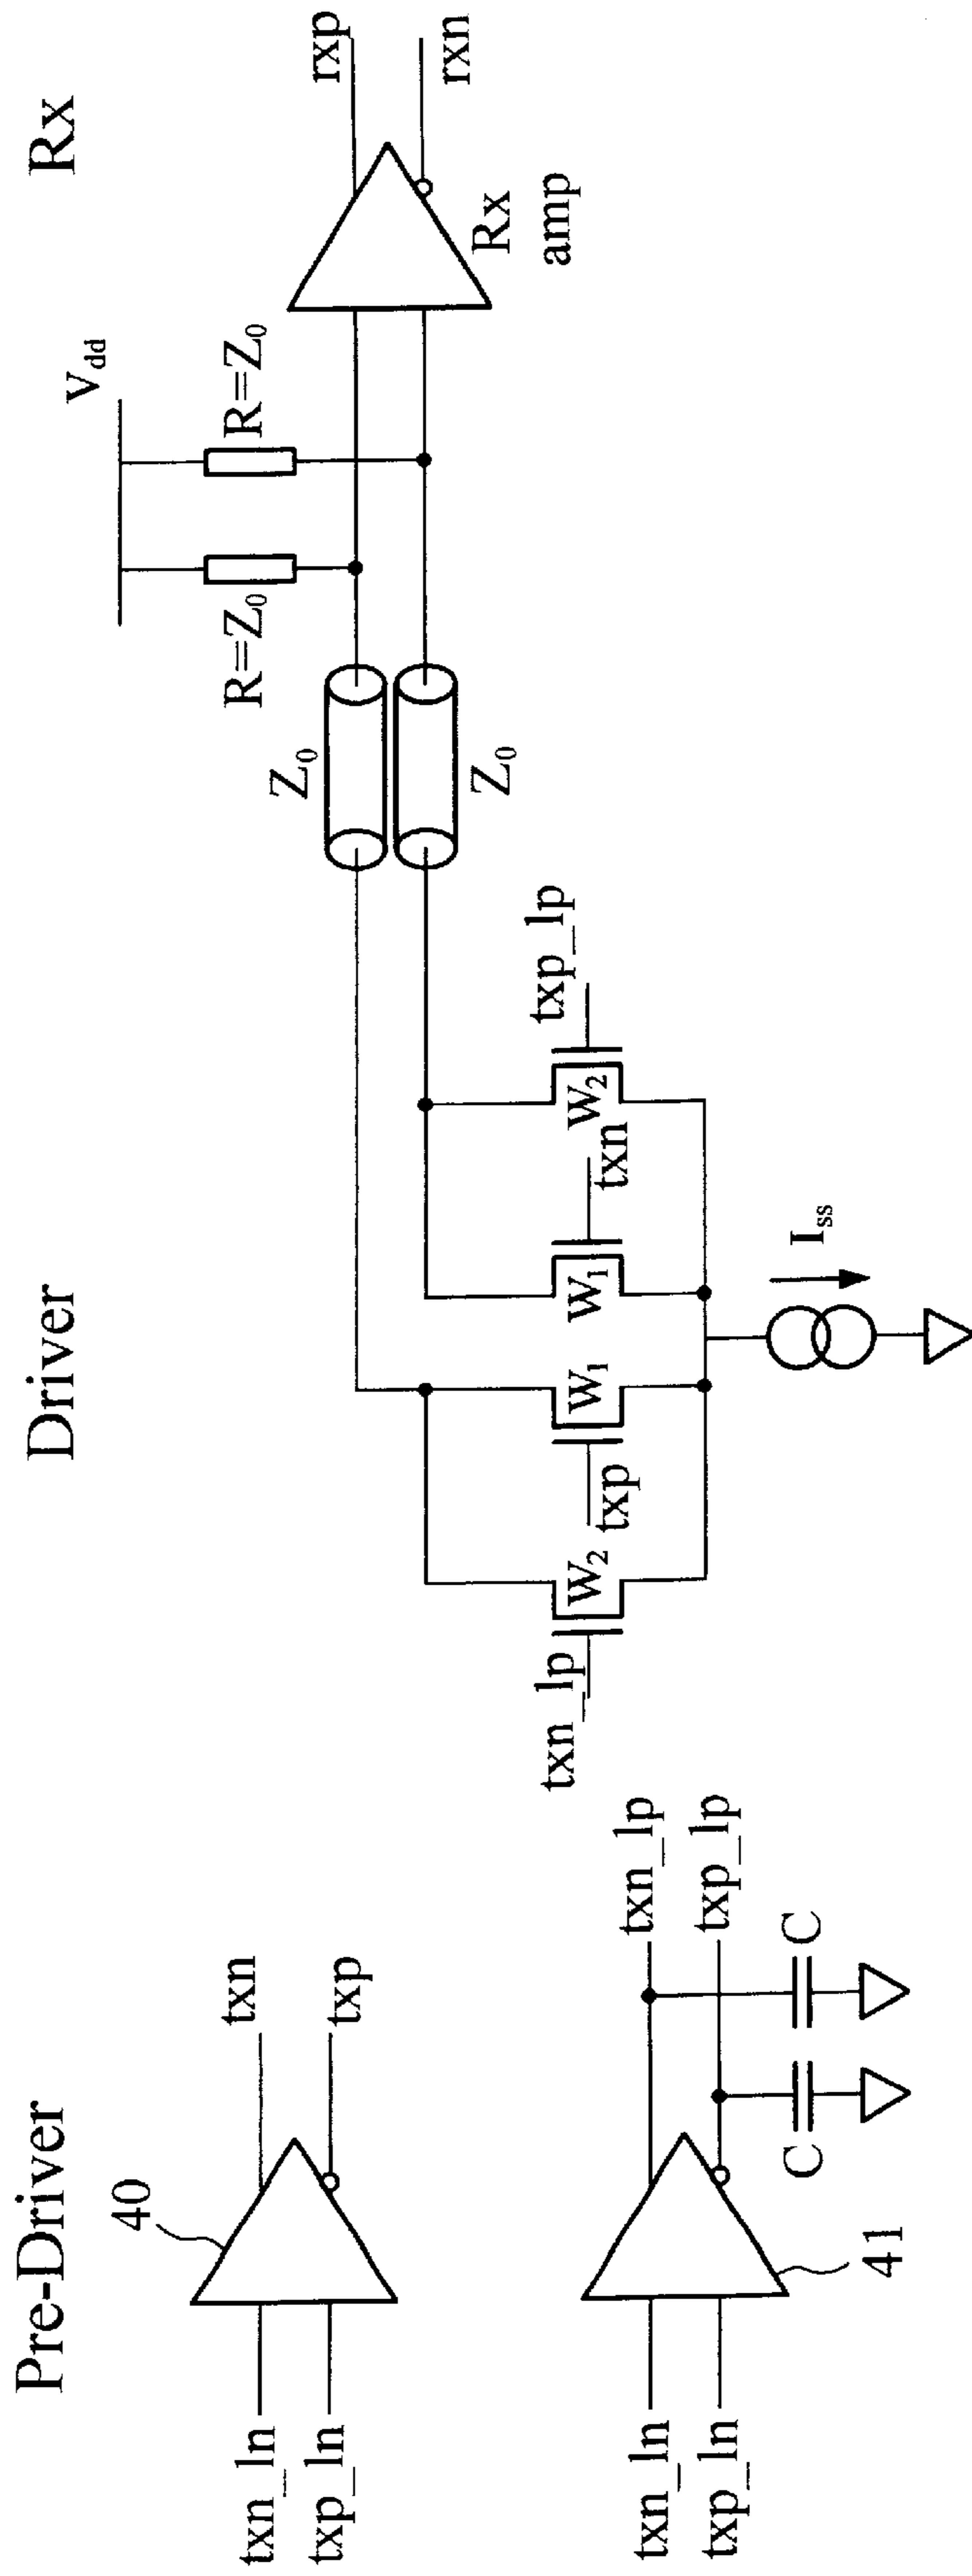 Pre-Driver
Driver
Rx
40
txn_ln
txp_ln
txn
txp
41
txn_ln
txp_ln
txn_lp
txp_lp
C
C
txn_lp
W2
txp
W1
W1
txn
W2
txp_lp
Iss
Z0
Z0
Vdd
R=Z0
R=Z0
Rx
amp
rxp
rxn